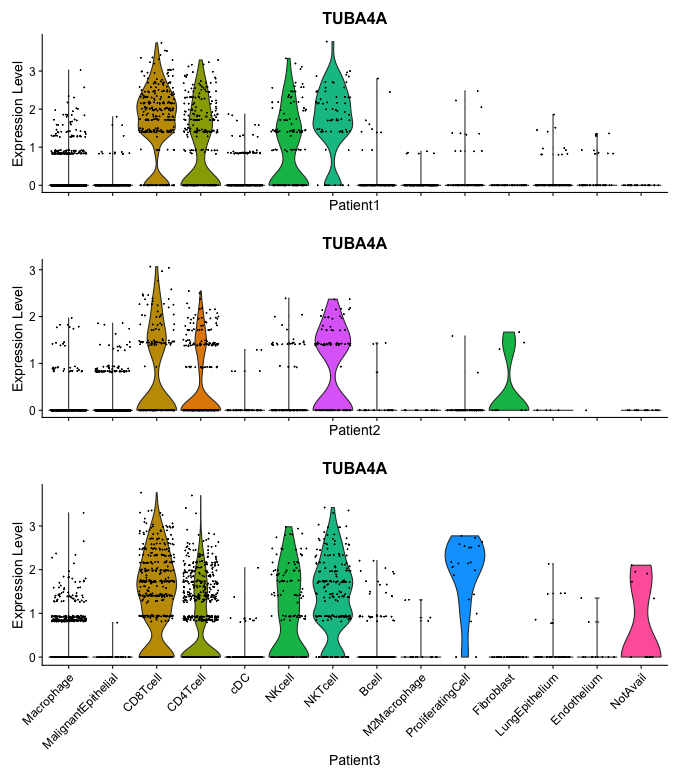 TUBA4A
Expression Level
3
2
1
0
Patient1
TUBA4A
Expression Level
3
2
1
0
Patient2
TUBA4A
Expression Level
3
2
1
0
Macrophage
MalignantEpithelial
CD8Tcell
CD4Tcell
cDC
NKcell
NKTcell
Bcell
M2Macrophage
ProliferatingCell
Fibroblast
LungEpithelium
Endothelium
NotAvail
Patient3